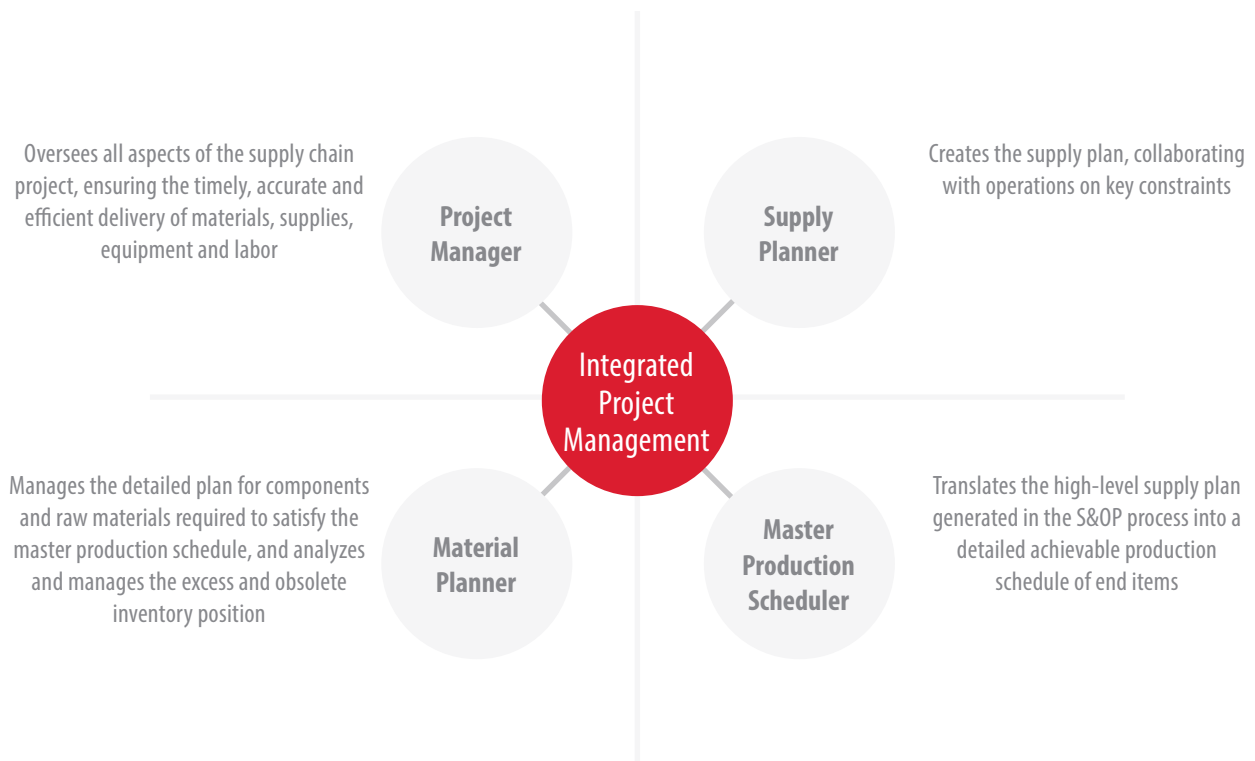 Oversees all aspects of the supply chain
project, ensuring the timely, accurate and
efficient delivery of materials, supplies,
equipment and labor
Project
Manager
Supply
Planner
Creates the supply plan, collaborating
with operations on key constraints
Integrated
Project
Management
Manages the detailed plan for components
and raw materials required to satisfy the
master production schedule, and analyzes
and manages the excess and obsolete
inventory position
Material
Planner
Master
Production
Scheduler
Translates the high-level supply plan
generated in the S&OP process into a
detailed achievable production
schedule of end items